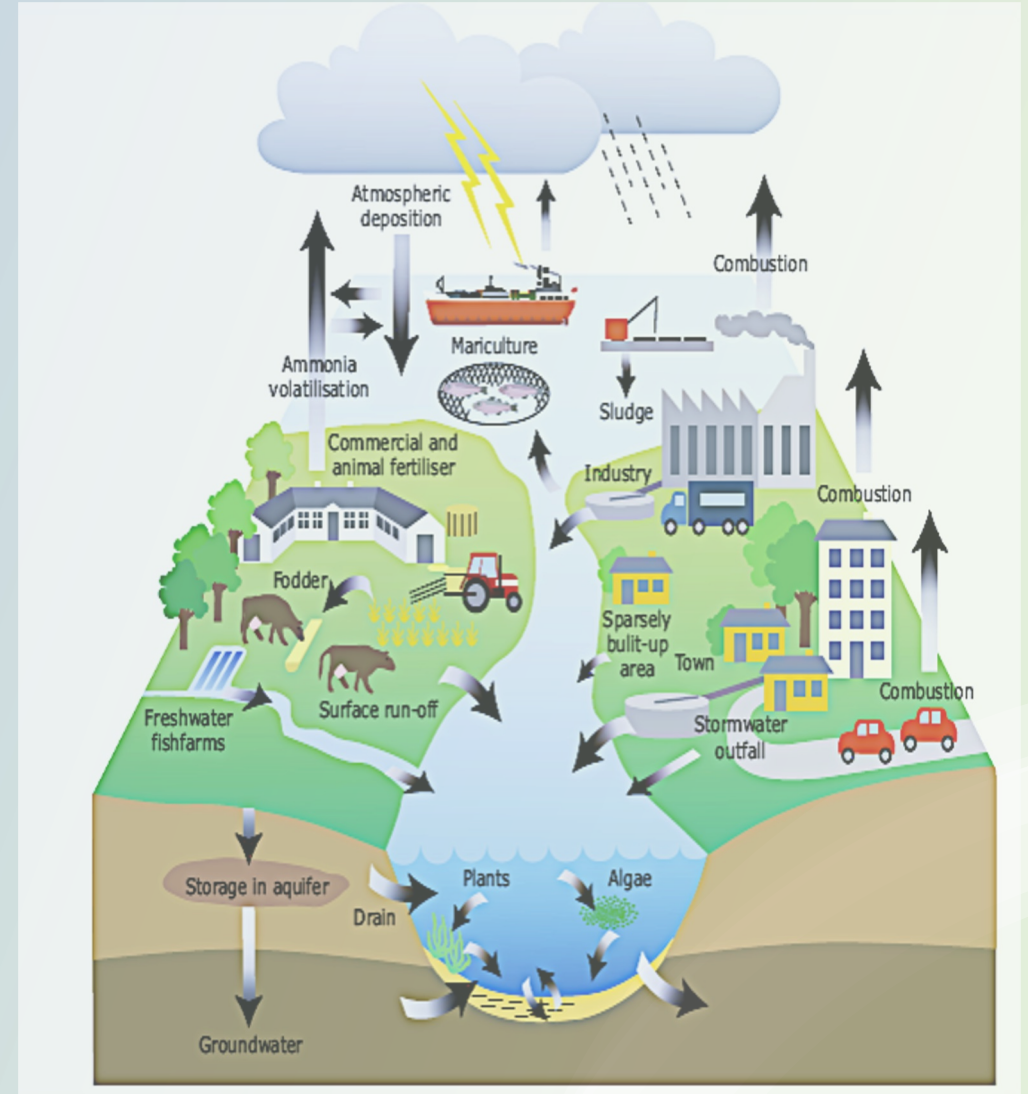 Atmospheric
deposition
Combustion
Mariculture
Ammonia
volatilisation
Sludge
Commercial and
animal fertiliser
Industry
Combustion
Fodder
Sparsely
bulit-up
area
Town
Combustion
Freshwater
fishfarms
Surface run-off
Stormwater
outfall
Storage in aquifer
Plants
Algae
Drain
Groundwater